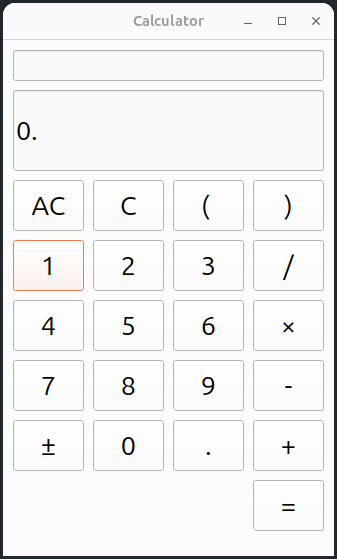 Calculator
0.
AC C ( )
1 2 3 /
4 5 6 ×
7 8 9 -
± 0 . +
=